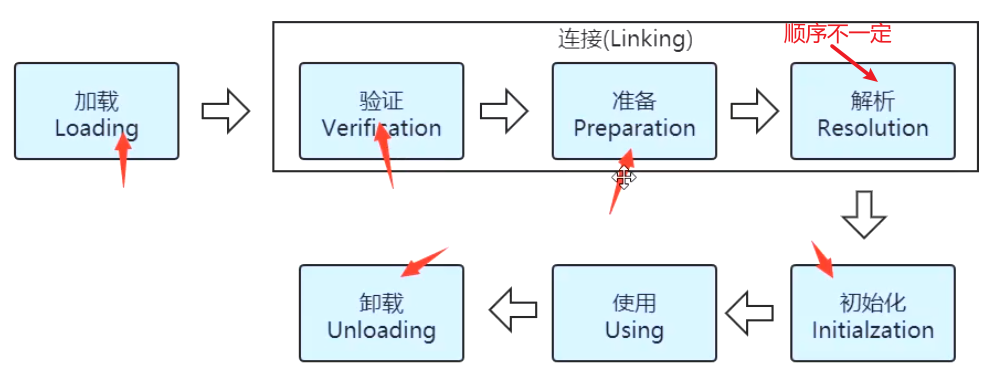 连接(Linking)
顺序不一定
加载
Loading
验证
Verification
准备
Preparation
解析
Resolution
卸载
Unloading
使用
Using
初始化
Initialzation